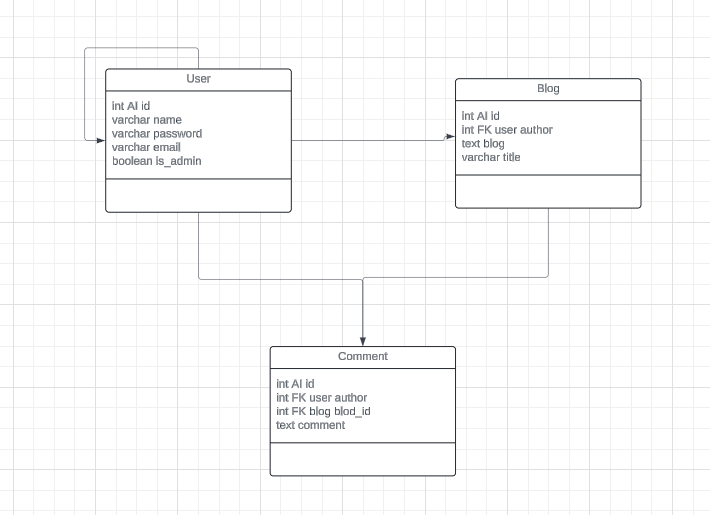 User
int AI id
varchar name
varchar password
varchar email
boolean is_admin
Blog
int AI id
int FK user author
text blog
varchar title
Comment
int AI id
int FK user author
int FK blog blod_id
text comment